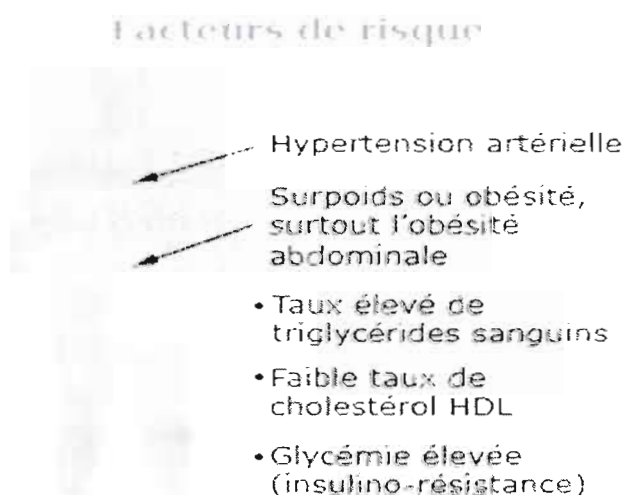 Facteurs de risque
Hypertension artérielle
Surpoids ou obésité,
surtout l'obésité
abdominale
• Taux élevé de
triglycérides sanguins
• Faible taux de
cholestérol HDL
• Glycémie élevée
(insulino-résistance)